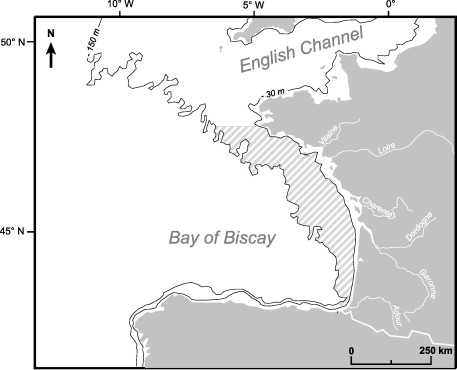 10° W
5° W
0°
50° N
45° N
N
- 150 m
English Channel
- 30 m
Vilaine
Loire
Charente
Dordogne
Bay of Biscay
Garonne
Adour
0
250 km